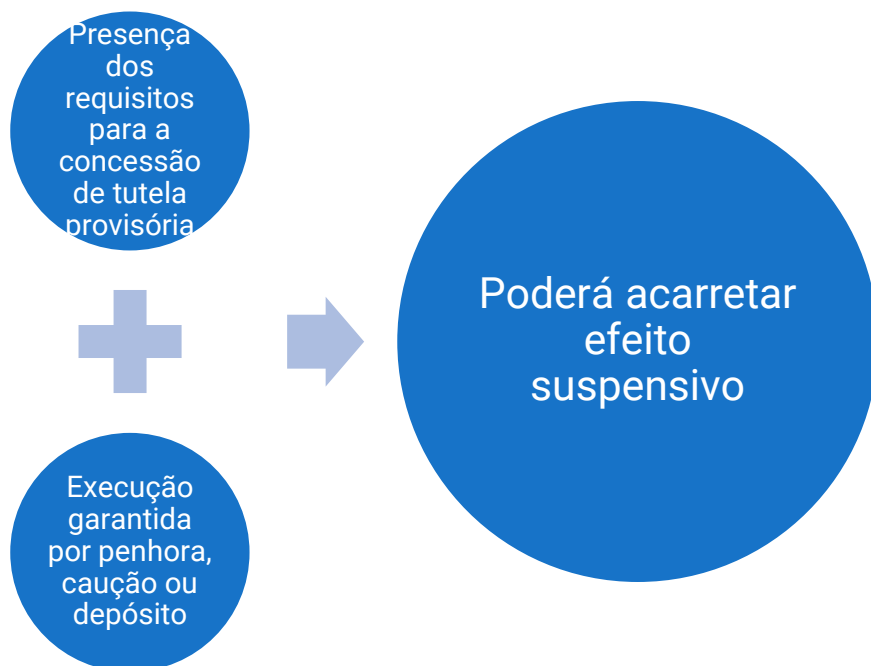 Presença
dos
requisitos
para a
concessão
de tutela
provisória
Execução
garantida
por penhora,
caução ou
depósito
Poderá acarretar
efeito
suspensivo